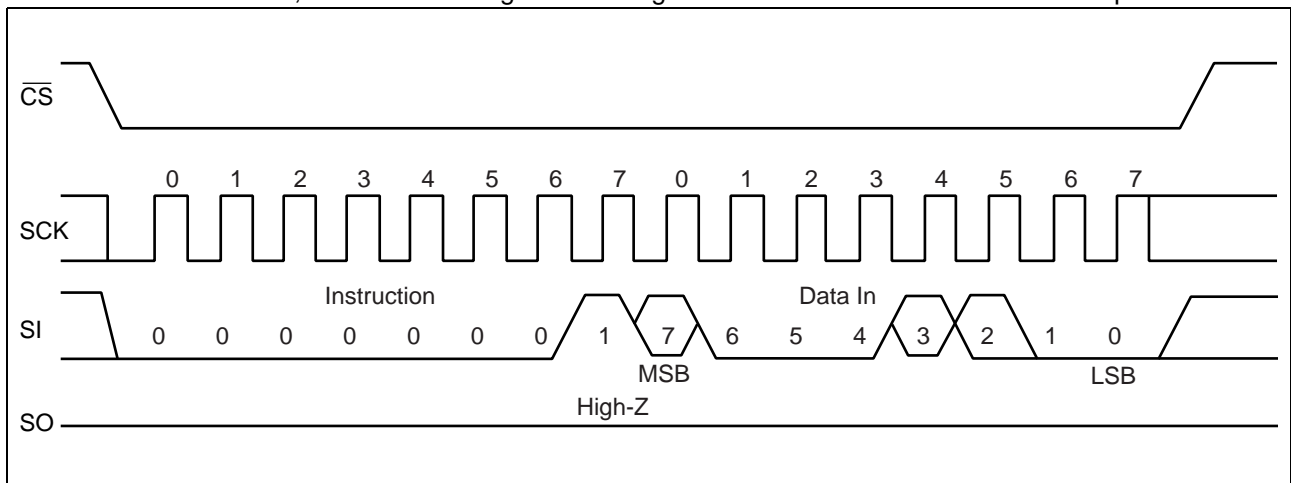 CS
0 1 2 3 4 5 6 7 0 1 2 3 4 5 6 7
SCK
Instruction Data In
SI 0 0 0 0 0 0 0 1 7 6 5 4 3 2 1 0
MSB LSB
High-Z
SO